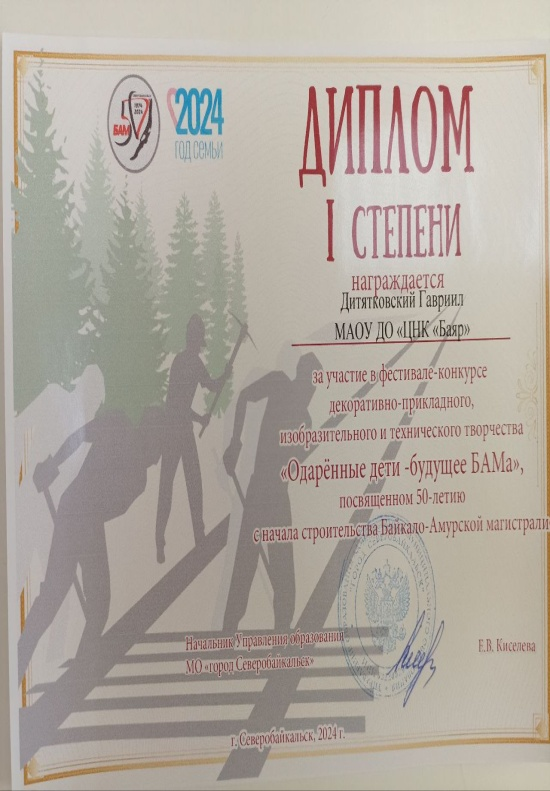 БАМ
1974
2024
2024
ГОД СЕМЬИ
ДИПЛОМ
I СТЕПЕНИ
награждается
Дитятковский Гавриил
МАОУ ДО «ЦНК «Баяр»
за участие в фестивале-конкурсе
декоративно-прикладного,
изобразительного и технического творчества
«Одарённые дети -будущее БАМа»,
посвященном 50-летию
с начала строительства Байкало-Амурской магистрали
Начальник Управления образования
МО «город Северобайкальск»
Е.В. Киселева
г. Северобайкальск, 2024 г.